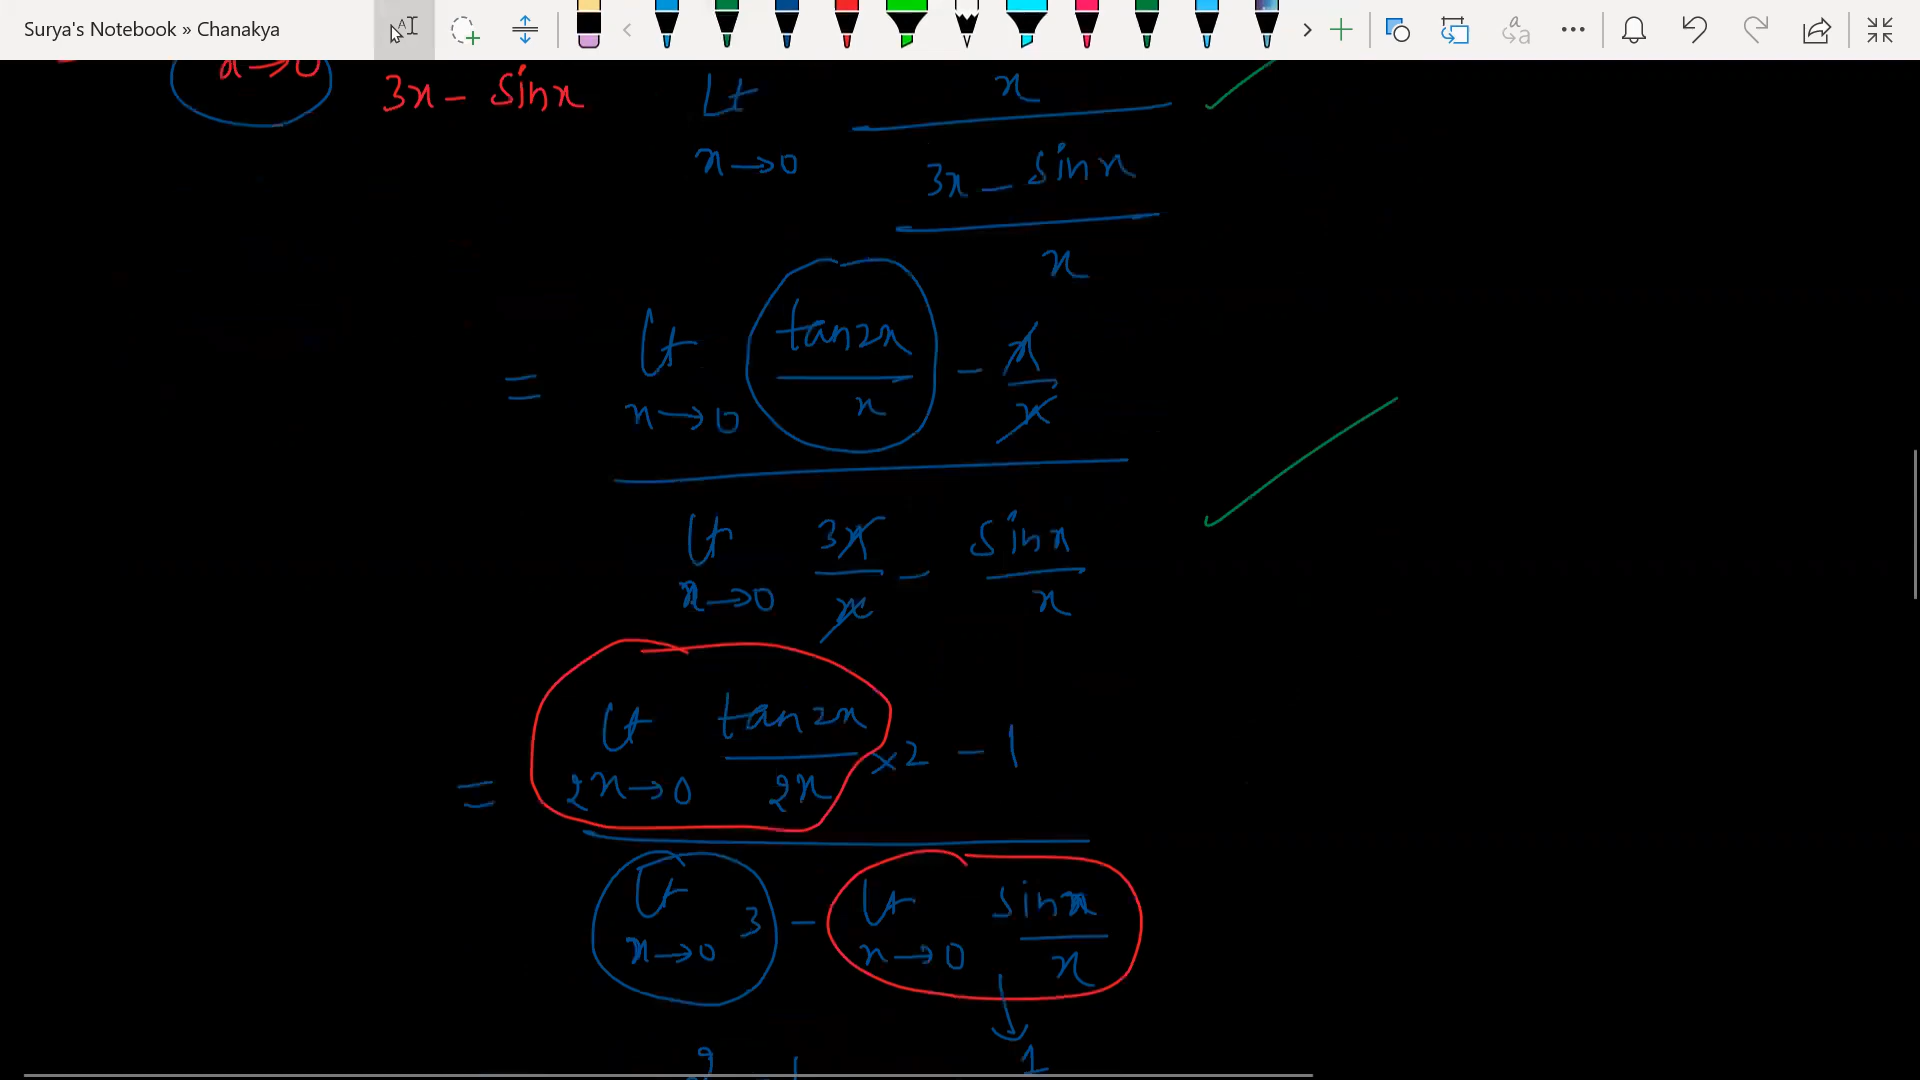 Surya's Notebook » Chanakya
x→0
3x - sinx
Lt
x
x→0
3x - sinx
x
= Lt tan2x - x
x→0 x x
Lt 3x - sinx
x→0 x x
= Lt tan2x ×2 - 1
2x→0 2x
Lt 3 - Lt sinx
x→0 x→0 x
1